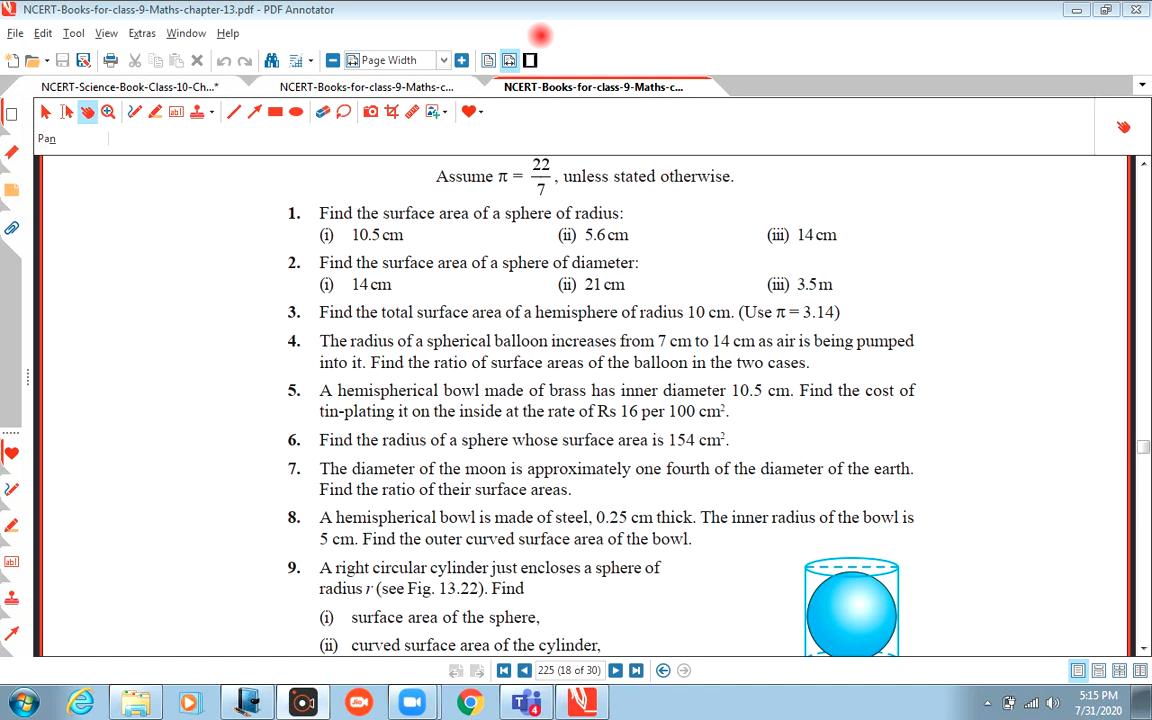 NCERT-Books-for-class-9-Maths-chapter-13.pdf - PDF Annotator
File Edit Tool View Extras Window Help
Page Width
NCERT-Science-Book-Class-10-Ch...* NCERT-Books-for-class-9-Maths-c... NCERT-Books-for-class-9-Maths-c...
Pan
Assume π = 22/7, unless stated otherwise.
1. Find the surface area of a sphere of radius:
(i) 10.5 cm (ii) 5.6 cm (iii) 14 cm
2. Find the surface area of a sphere of diameter:
(i) 14 cm (ii) 21 cm (iii) 3.5 m
3. Find the total surface area of a hemisphere of radius 10 cm. (Use π = 3.14)
4. The radius of a spherical balloon increases from 7 cm to 14 cm as air is being pumped
into it. Find the ratio of surface areas of the balloon in the two cases.
5. A hemispherical bowl made of brass has inner diameter 10.5 cm. Find the cost of
tin-plating it on the inside at the rate of Rs 16 per 100 cm².
6. Find the radius of a sphere whose surface area is 154 cm².
7. The diameter of the moon is approximately one fourth of the diameter of the earth.
Find the ratio of their surface areas.
8. A hemispherical bowl is made of steel, 0.25 cm thick. The inner radius of the bowl is
5 cm. Find the outer curved surface area of the bowl.
9. A right circular cylinder just encloses a sphere of
radius r (see Fig. 13.22). Find
(i) surface area of the sphere,
(ii) curved surface area of the cylinder,
225 (18 of 30)
Jio
4
5:15 PM
7/31/2020